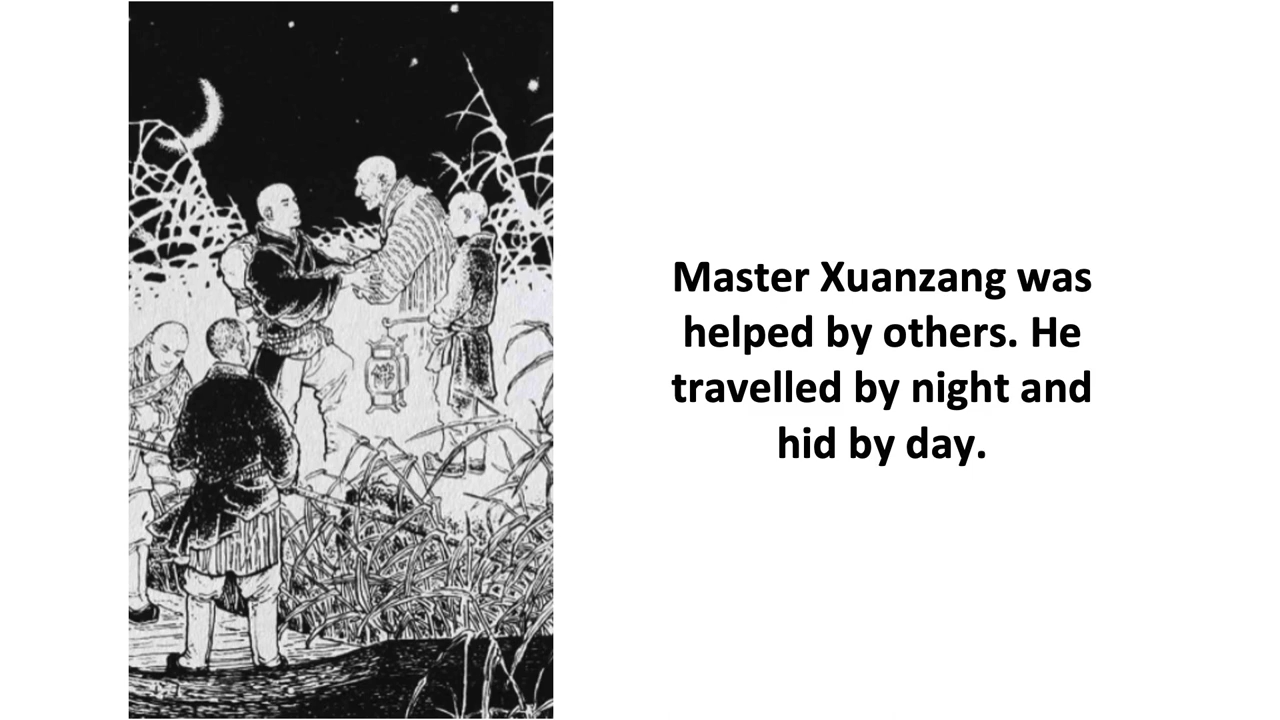 Master Xuanzang was
helped by others. He
travelled by night and
hid by day.